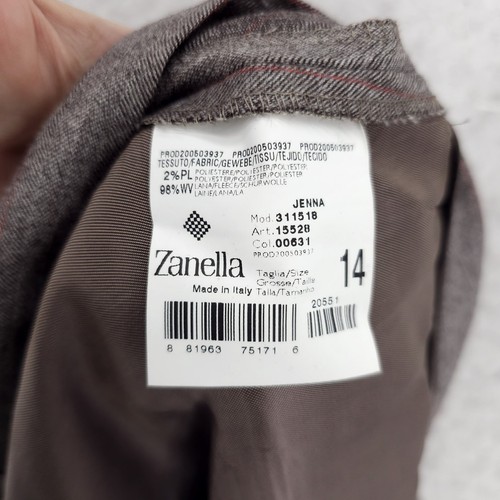 PROD200503937 PROD200503937 PROD200503937
TESSUTO/FABRIC/GEWEBE/TISSU/TEJIDO/TECIDO
2%PL POLIESTERE/POLYESTER/POLYESTER
POLYESTER/POLIESTER/POLIESTER
98%WV LANA/FLEECE/SCHURWOLLE
LAINE/LANA/LA
JENNA
Mod. 311518
Art. 15528
Col. 00631
PROD200503937
Zanella
Made in Italy
Taglia/Size
Grosse/Taille
Talla/Tamanho
14
20551
8 81963 75171 6